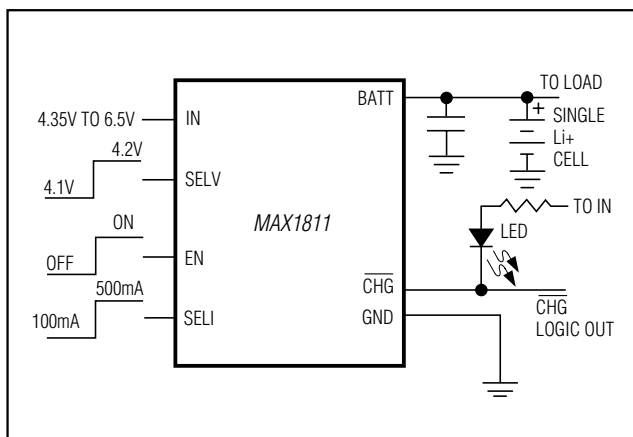 4.35V TO 6.5V
4.2V
4.1V
ON
OFF
500mA
100mA
IN
SELV
EN
SELI
MAX1811
BATT
CHG
GND
TO LOAD
+
SINGLE
Li+
CELL
TO IN
LED
CHG
LOGIC OUT